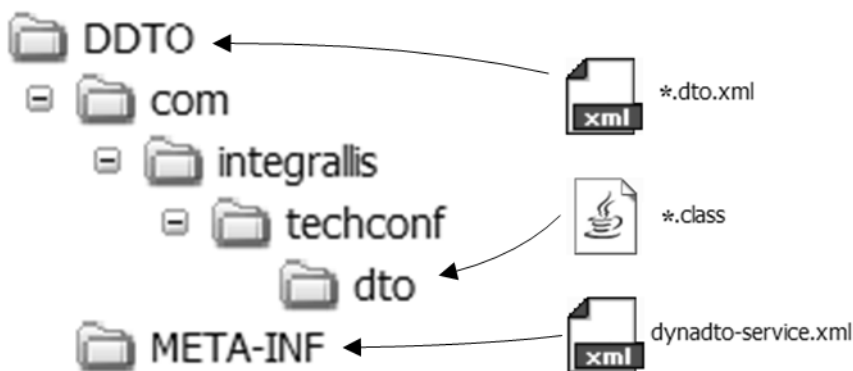 DDTO
*.dto.xml
com
xml
integrallis
techconf
*.class
dto
dynadto-service.xml
META-INF
xml